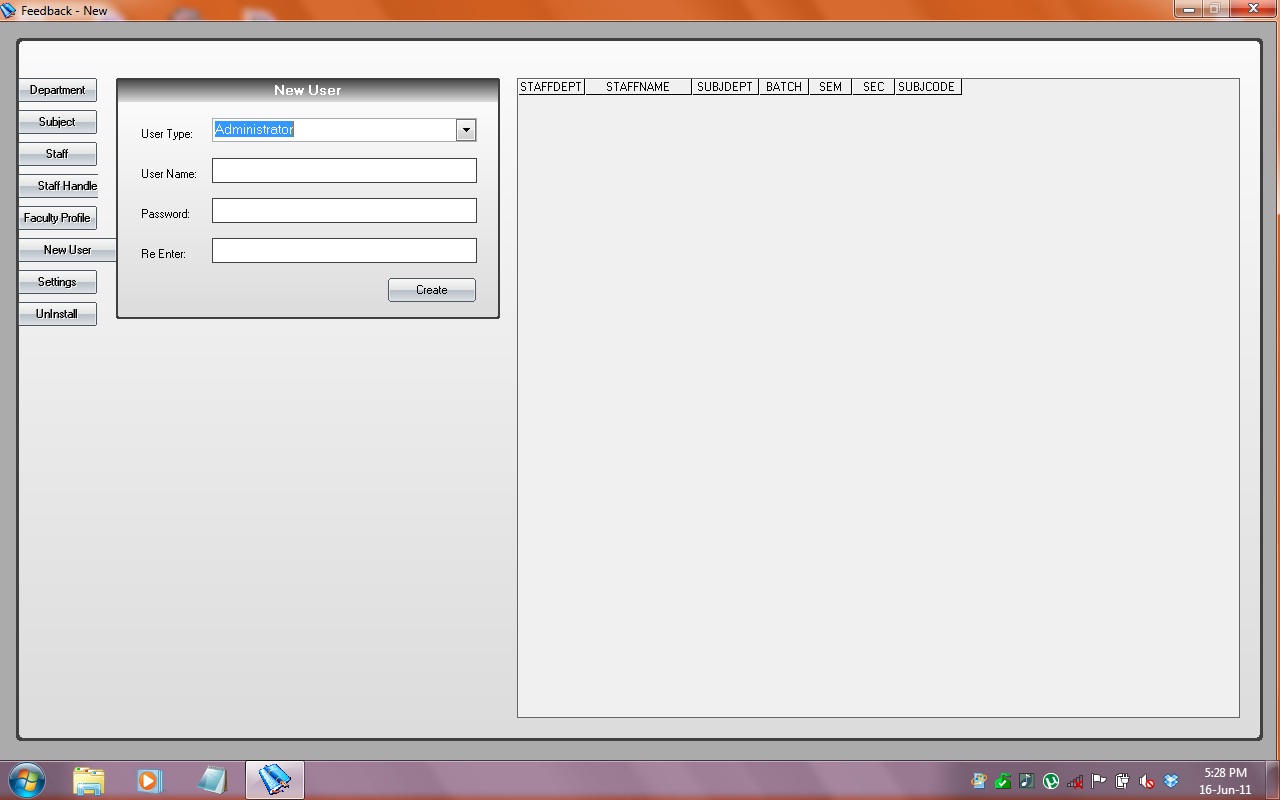 Feedback - New
Department
Subject
Staff
Staff Handle
Faculty Profile
New User
Settings
UnInstall
New User
User Type: Administrator
User Name:
Password:
Re Enter:
Create
STAFFDEPT STAFFNAME SUBJDEPT BATCH SEM SEC SUBJCODE
5:28 PM
16-Jun-11